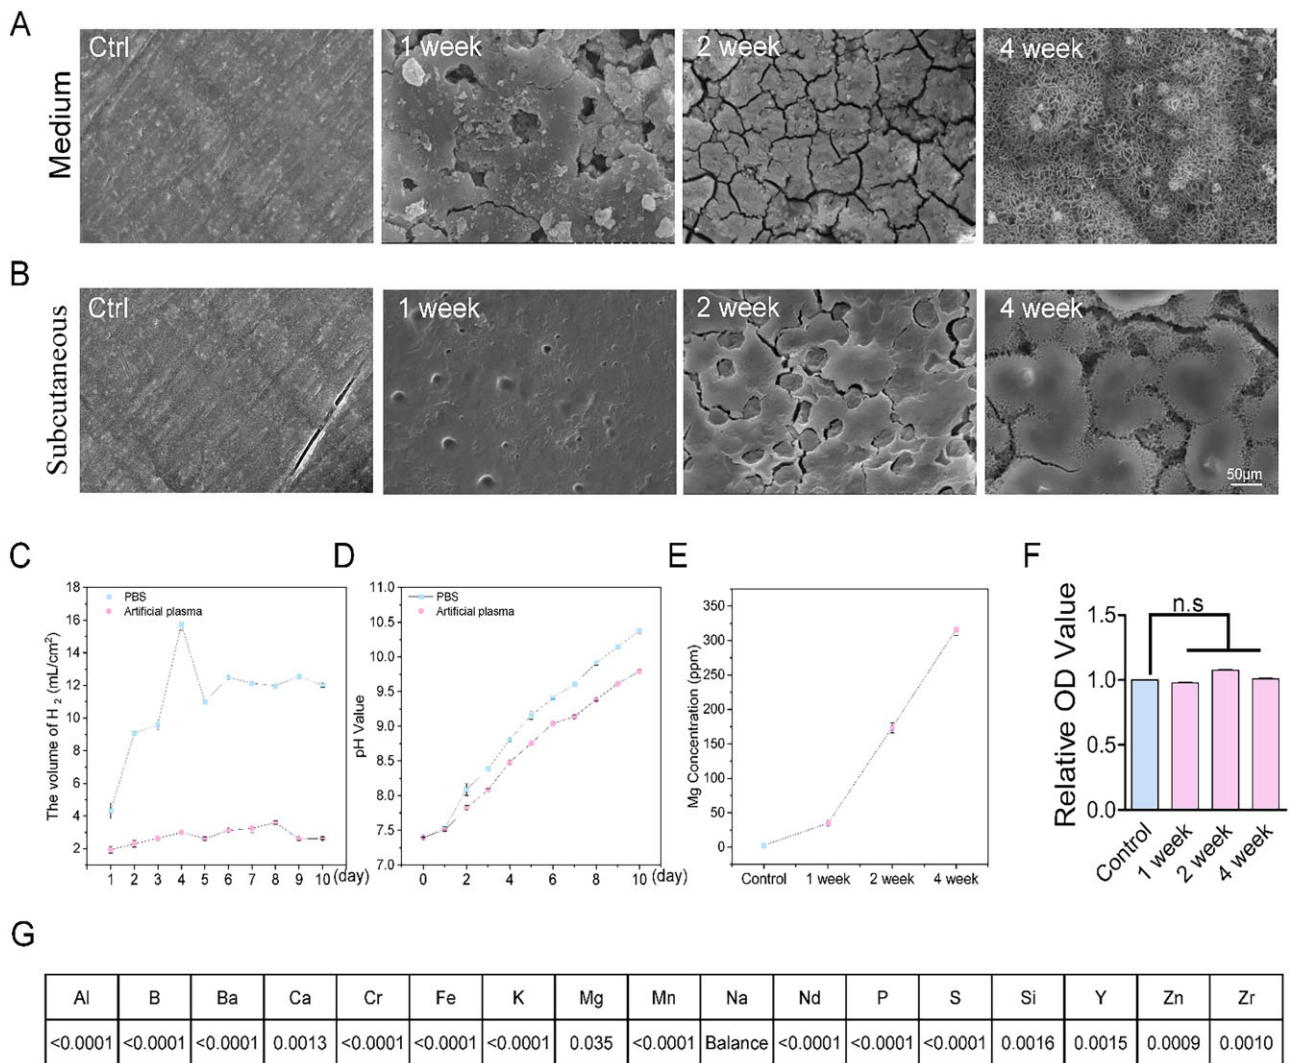 A
Medium
Ctrl
1 week
2 week
4 week
B
Subcutaneous
Ctrl
1 week
2 week
4 week
50μm
C
The volume of H 2 (mL/cm²)
18
16
14
12
10
8
6
4
2
PBS
Artificial plasma
1 2 3 4 5 6 7 8 9 10 (day)
D
pH Value
11.0
10.5
10.0
9.5
9.0
8.5
8.0
7.5
7.0
PBS
Artificial plasma
0 2 4 6 8 10 (day)
E
Mg Concentration (ppm)
350
300
250
200
150
100
50
0
Control 1 week 2 week 4 week
F
Relative OD Value
1.5
1.0
0.5
0.0
n.s
Control 1 week 2 week 4 week
G
Al B Ba Ca Cr Fe K Mg Mn Na Nd P S Si Y Zn Zr
<0.0001 <0.0001 <0.0001 0.0013 <0.0001 <0.0001 <0.0001 0.035 <0.0001 Balance <0.0001 <0.0001 <0.0001 0.0016 0.0015 0.0009 0.0010